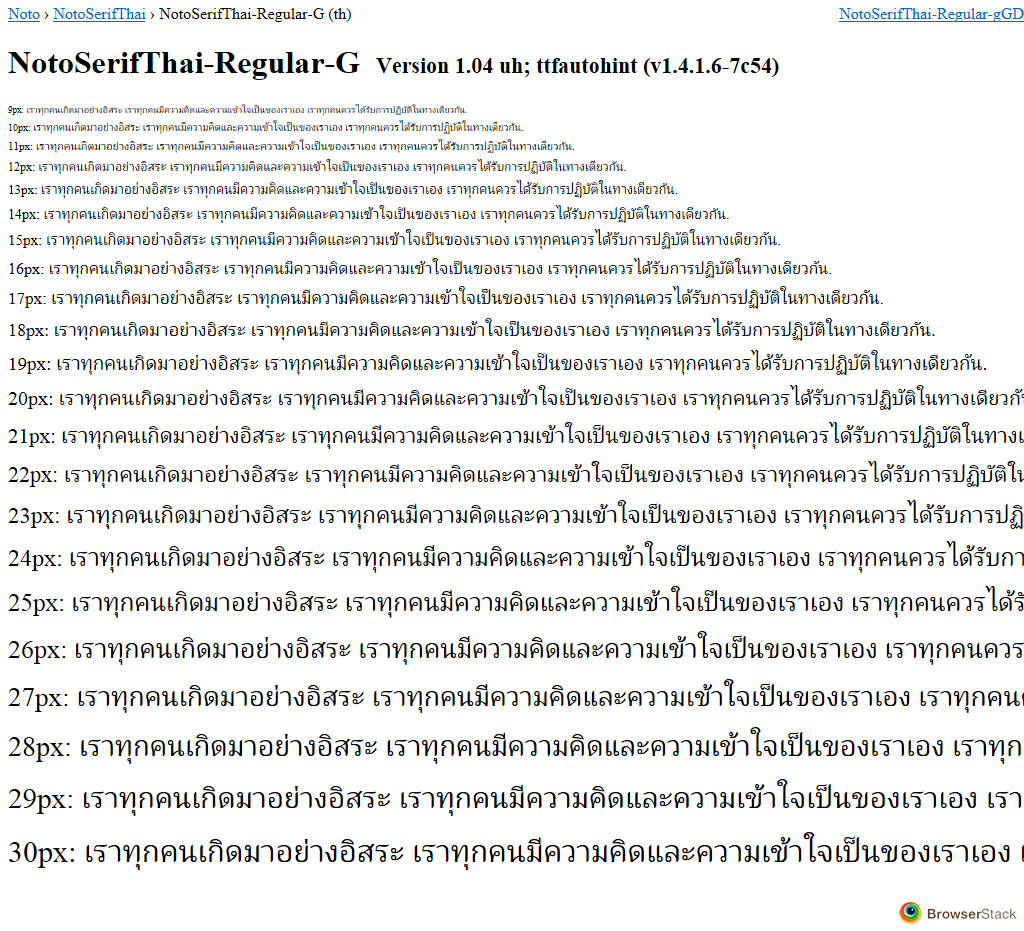 Noto › NotoSerifThai › NotoSerifThai-Regular-G (th) NotoSerifThai-Regular-gGD
NotoSerifThai-Regular-G Version 1.04 uh; ttfautohint (v1.4.1.6-7c54)
9px: เราทุกคนเกิดมาอย่างอิสระ เราทุกคนมีความคิดและความเข้าใจเป็นของเราเอง เราทุกคนควรได้รับการปฏิบัติในทางเดียวกัน.
10px: เราทุกคนเกิดมาอย่างอิสระ เราทุกคนมีความคิดและความเข้าใจเป็นของเราเอง เราทุกคนควรได้รับการปฏิบัติในทางเดียวกัน.
11px: เราทุกคนเกิดมาอย่างอิสระ เราทุกคนมีความคิดและความเข้าใจเป็นของเราเอง เราทุกคนควรได้รับการปฏิบัติในทางเดียวกัน.
12px: เราทุกคนเกิดมาอย่างอิสระ เราทุกคนมีความคิดและความเข้าใจเป็นของเราเอง เราทุกคนควรได้รับการปฏิบัติในทางเดียวกัน.
13px: เราทุกคนเกิดมาอย่างอิสระ เราทุกคนมีความคิดและความเข้าใจเป็นของเราเอง เราทุกคนควรได้รับการปฏิบัติในทางเดียวกัน.
14px: เราทุกคนเกิดมาอย่างอิสระ เราทุกคนมีความคิดและความเข้าใจเป็นของเราเอง เราทุกคนควรได้รับการปฏิบัติในทางเดียวกัน.
15px: เราทุกคนเกิดมาอย่างอิสระ เราทุกคนมีความคิดและความเข้าใจเป็นของเราเอง เราทุกคนควรได้รับการปฏิบัติในทางเดียวกัน.
16px: เราทุกคนเกิดมาอย่างอิสระ เราทุกคนมีความคิดและความเข้าใจเป็นของเราเอง เราทุกคนควรได้รับการปฏิบัติในทางเดียวกัน.
17px: เราทุกคนเกิดมาอย่างอิสระ เราทุกคนมีความคิดและความเข้าใจเป็นของเราเอง เราทุกคนควรได้รับการปฏิบัติในทางเดียวกัน.
18px: เราทุกคนเกิดมาอย่างอิสระ เราทุกคนมีความคิดและความเข้าใจเป็นของเราเอง เราทุกคนควรได้รับการปฏิบัติในทางเดียวกัน.
19px: เราทุกคนเกิดมาอย่างอิสระ เราทุกคนมีความคิดและความเข้าใจเป็นของเราเอง เราทุกคนควรได้รับการปฏิบัติในทางเดียวกัน.
20px: เราทุกคนเกิดมาอย่างอิสระ เราทุกคนมีความคิดและความเข้าใจเป็นของเราเอง เราทุกคนควรได้รับการปฏิบัติในทางเดียวกัน
21px: เราทุกคนเกิดมาอย่างอิสระ เราทุกคนมีความคิดและความเข้าใจเป็นของเราเอง เราทุกคนควรได้รับการปฏิบัติในทางเ
22px: เราทุกคนเกิดมาอย่างอิสระ เราทุกคนมีความคิดและความเข้าใจเป็นของเราเอง เราทุกคนควรได้รับการปฏิบัติใน
23px: เราทุกคนเกิดมาอย่างอิสระ เราทุกคนมีความคิดและความเข้าใจเป็นของเราเอง เราทุกคนควรได้รับการปฏิ
24px: เราทุกคนเกิดมาอย่างอิสระ เราทุกคนมีความคิดและความเข้าใจเป็นของเราเอง เราทุกคนควรได้รับกา
25px: เราทุกคนเกิดมาอย่างอิสระ เราทุกคนมีความคิดและความเข้าใจเป็นของเราเอง เราทุกคนควรได้รั
26px: เราทุกคนเกิดมาอย่างอิสระ เราทุกคนมีความคิดและความเข้าใจเป็นของเราเอง เราทุกคนควร
27px: เราทุกคนเกิดมาอย่างอิสระ เราทุกคนมีความคิดและความเข้าใจเป็นของเราเอง เราทุกคน
28px: เราทุกคนเกิดมาอย่างอิสระ เราทุกคนมีความคิดและความเข้าใจเป็นของเราเอง เราทุก
29px: เราทุกคนเกิดมาอย่างอิสระ เราทุกคนมีความคิดและความเข้าใจเป็นของเราเอง เรา
30px: เราทุกคนเกิดมาอย่างอิสระ เราทุกคนมีความคิดและความเข้าใจเป็นของเราเอง
BrowserStack